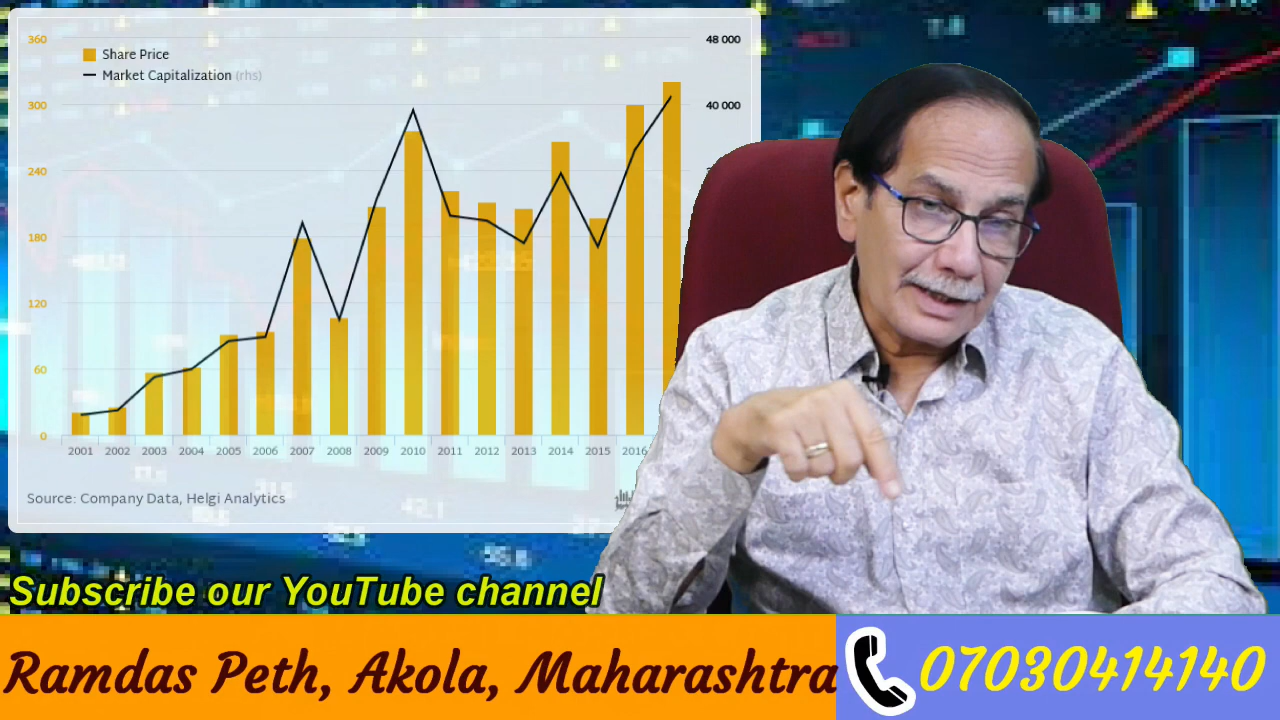 360
48 000
Share Price
Market Capitalization (rhs)
300
40 000
240
180
120
60
0
2001 2002 2003 2004 2005 2006 2007 2008 2009 2010 2011 2012 2013 2014 2015 2016
Source: Company Data, Helgi Analytics
Subscribe our YouTube channel
Ramdas Peth, Akola, Maharashtra
07030414140